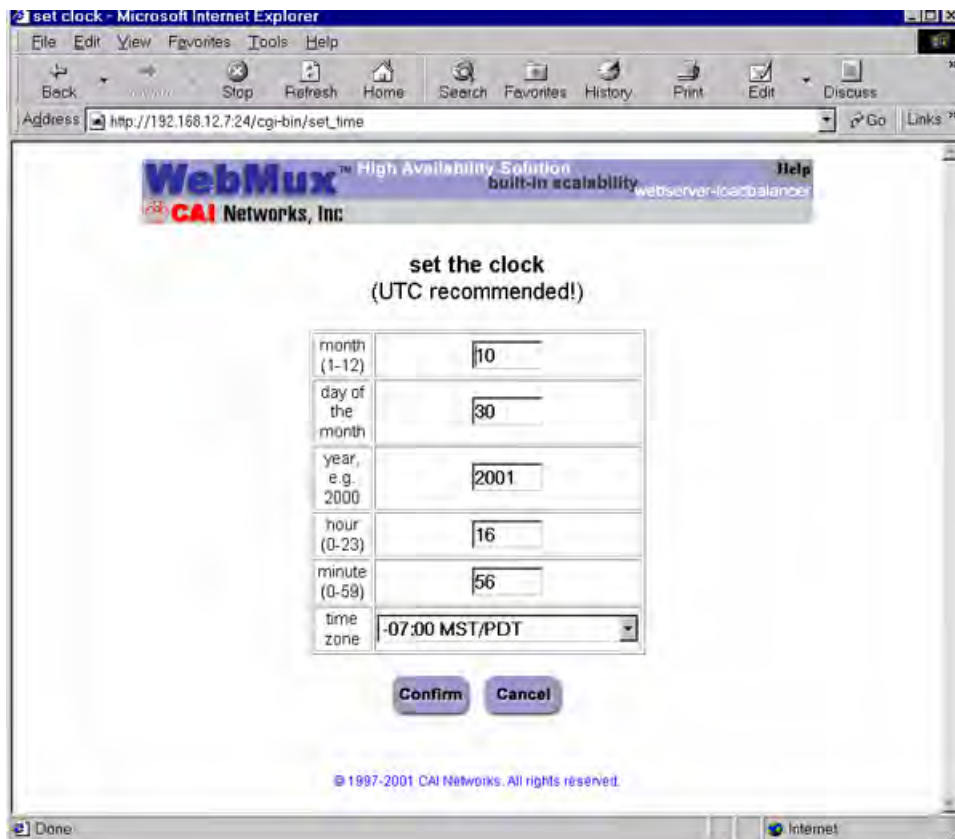 set clock - Microsoft Internet Explorer
File Edit View Favorites Tools Help
Back Stop Refresh Home Search Favorites History Print Edit Discuss
Address http://192.168.12.7:24/cgi-bin/set_time Go Links
WebMux™ High Availability Solution
built-in scalability
Help
webserver-loadbalancer
CAI Networks, Inc
set the clock
(UTC recommended!)
month
(1-12)
10
day of
the
month
30
year,
e.g.
2000
2001
hour
(0-23)
16
minute
(0-59)
56
time
zone
-07:00 MST/PDT
Confirm Cancel
© 1997-2001 CAI Networks. All rights reserved.
Done Internet